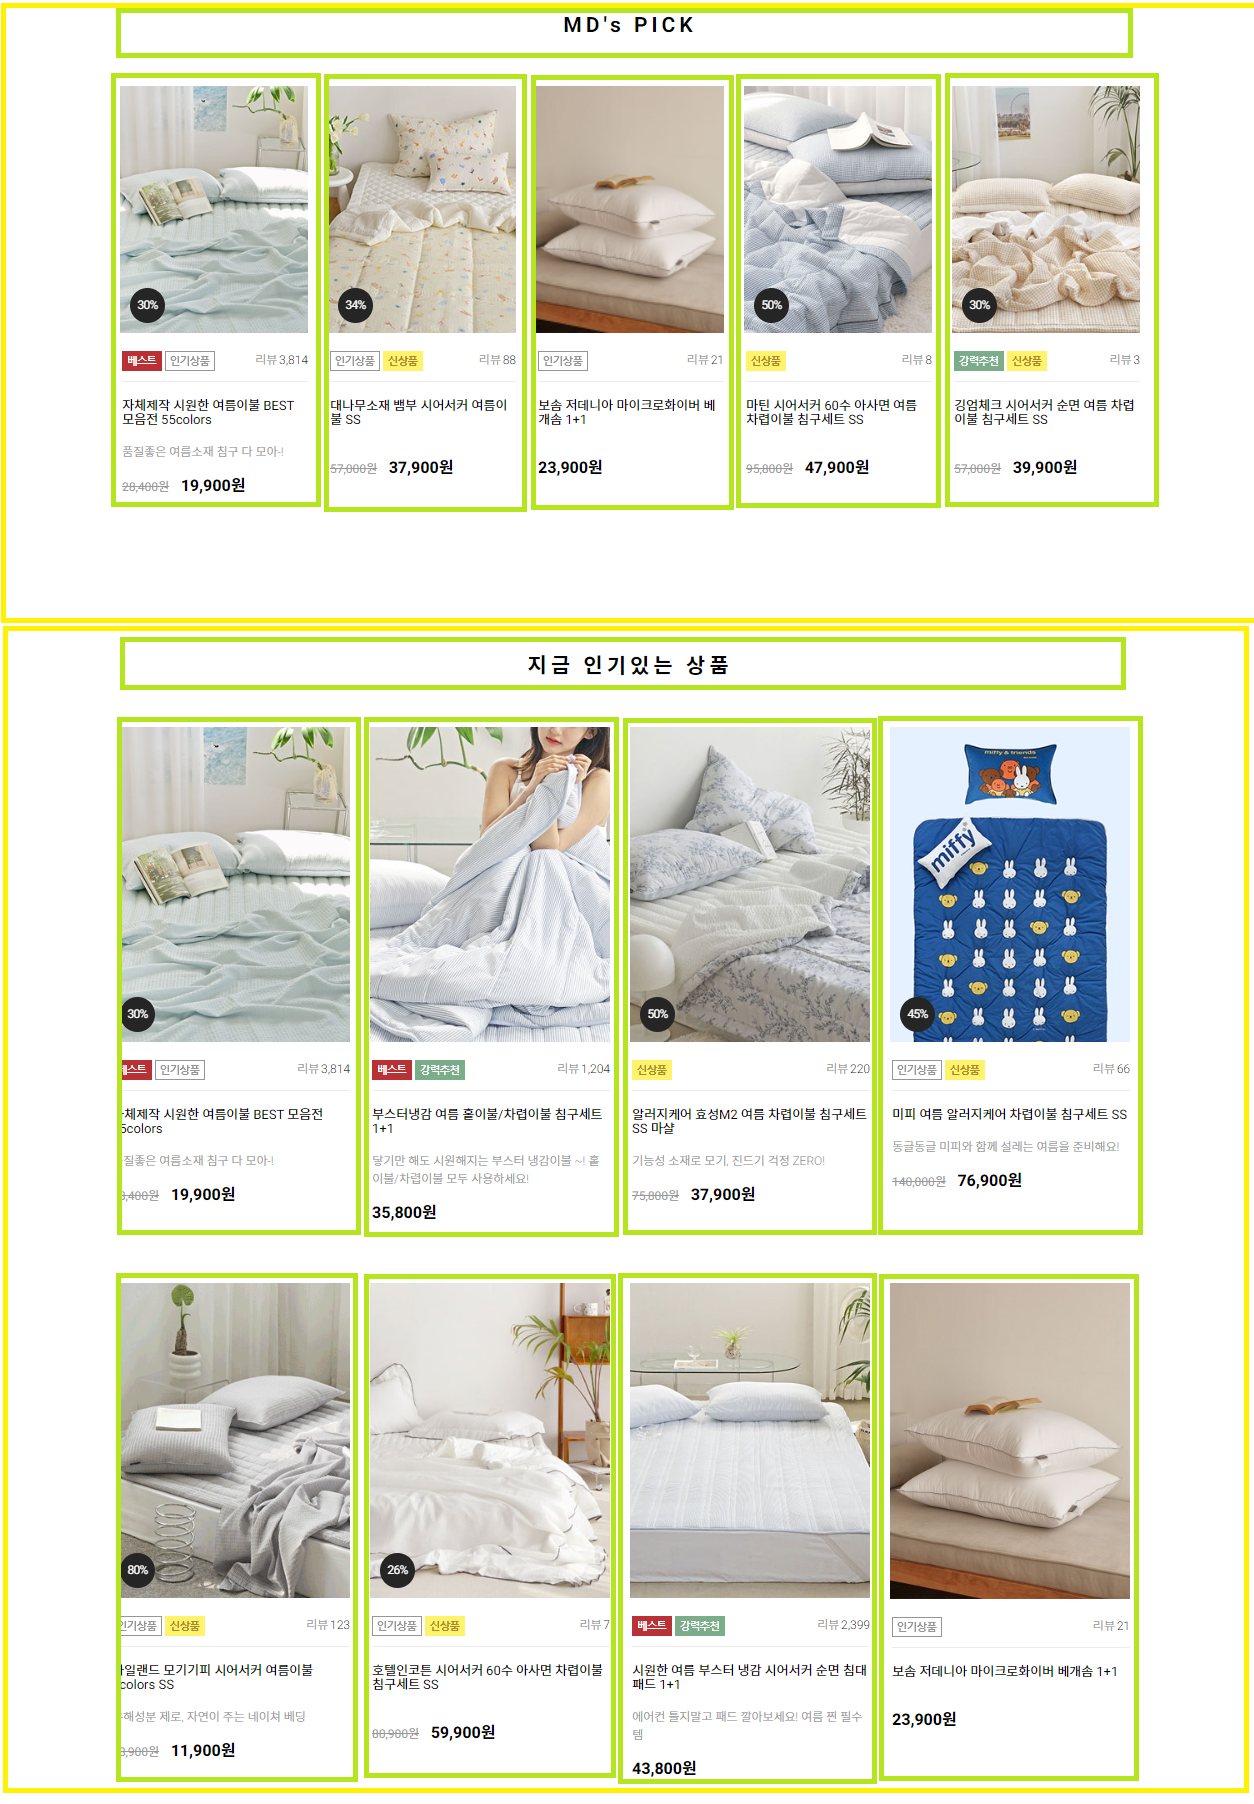 MD's PICK
30%
베스트 인기상품 리뷰 3,814
자체제작 시원한 여름이불 BEST
모음전 55colors
품질좋은 여름소재 침구 다 모아-!
28,400원 19,900원
34%
인기상품 신상품 리뷰 88
대나무소재 뱀부 시어서커 여름이
불 SS
57,000원 37,900원
인기상품 리뷰 21
보솜 저데니아 마이크로화이버 베
개솜 1+1
23,900원
50%
신상품 리뷰 8
마틴 시어서커 60수 아사면 여름
차렵이불 침구세트 SS
95,800원 47,900원
30%
강력추천 신상품 리뷰 3
깅엄체크 시어서커 순면 여름 차렵
이불 침구세트 SS
57,000원 39,900원
지금 인기있는 상품
30%
베스트 인기상품 리뷰 3,814
체제작 시원한 여름이불 BEST 모음전
5colors
질좋은 여름소재 침구 다 모아-!
,400원 19,900원
베스트 강력추천 리뷰 1,204
부스터냉감 여름 홑이불/차렵이불 침구세트
1+1
닿기만 해도 시원해지는 부스터 냉감이불 ~! 홑
이불/차렵이불 모두 사용하세요!
35,800원
50%
신상품 리뷰 220
알러지케어 효성M2 여름 차렵이불 침구세트
SS 마샬
기능성 소재로 모기, 진드기 걱정 ZERO!
75,800원 37,900원
miffy & friends
miffy
45%
인기상품 신상품 리뷰 66
미피 여름 알러지케어 차렵이불 침구세트 SS
동글동글 미피와 함께 설레는 여름을 준비해요!
140,000원 76,900원
80%
인기상품 신상품 리뷰 123
일랜드 모기기피 시어서커 여름이불
colors SS
해성분 제로, 자연이 주는 네이쳐 베딩
,900원 11,900원
26%
인기상품 신상품 리뷰 7
호텔인코튼 시어서커 60수 아사면 차렵이불
침구세트 SS
80,900원 59,900원
베스트 강력추천 리뷰 2,399
시원한 여름 부스터 냉감 시어서커 순면 침대
패드 1+1
에어컨 틀지말고 패드 깔아보세요! 여름 찐 필수
템
43,800원
인기상품 리뷰 21
보솜 저데니아 마이크로화이버 베개솜 1+1
23,900원